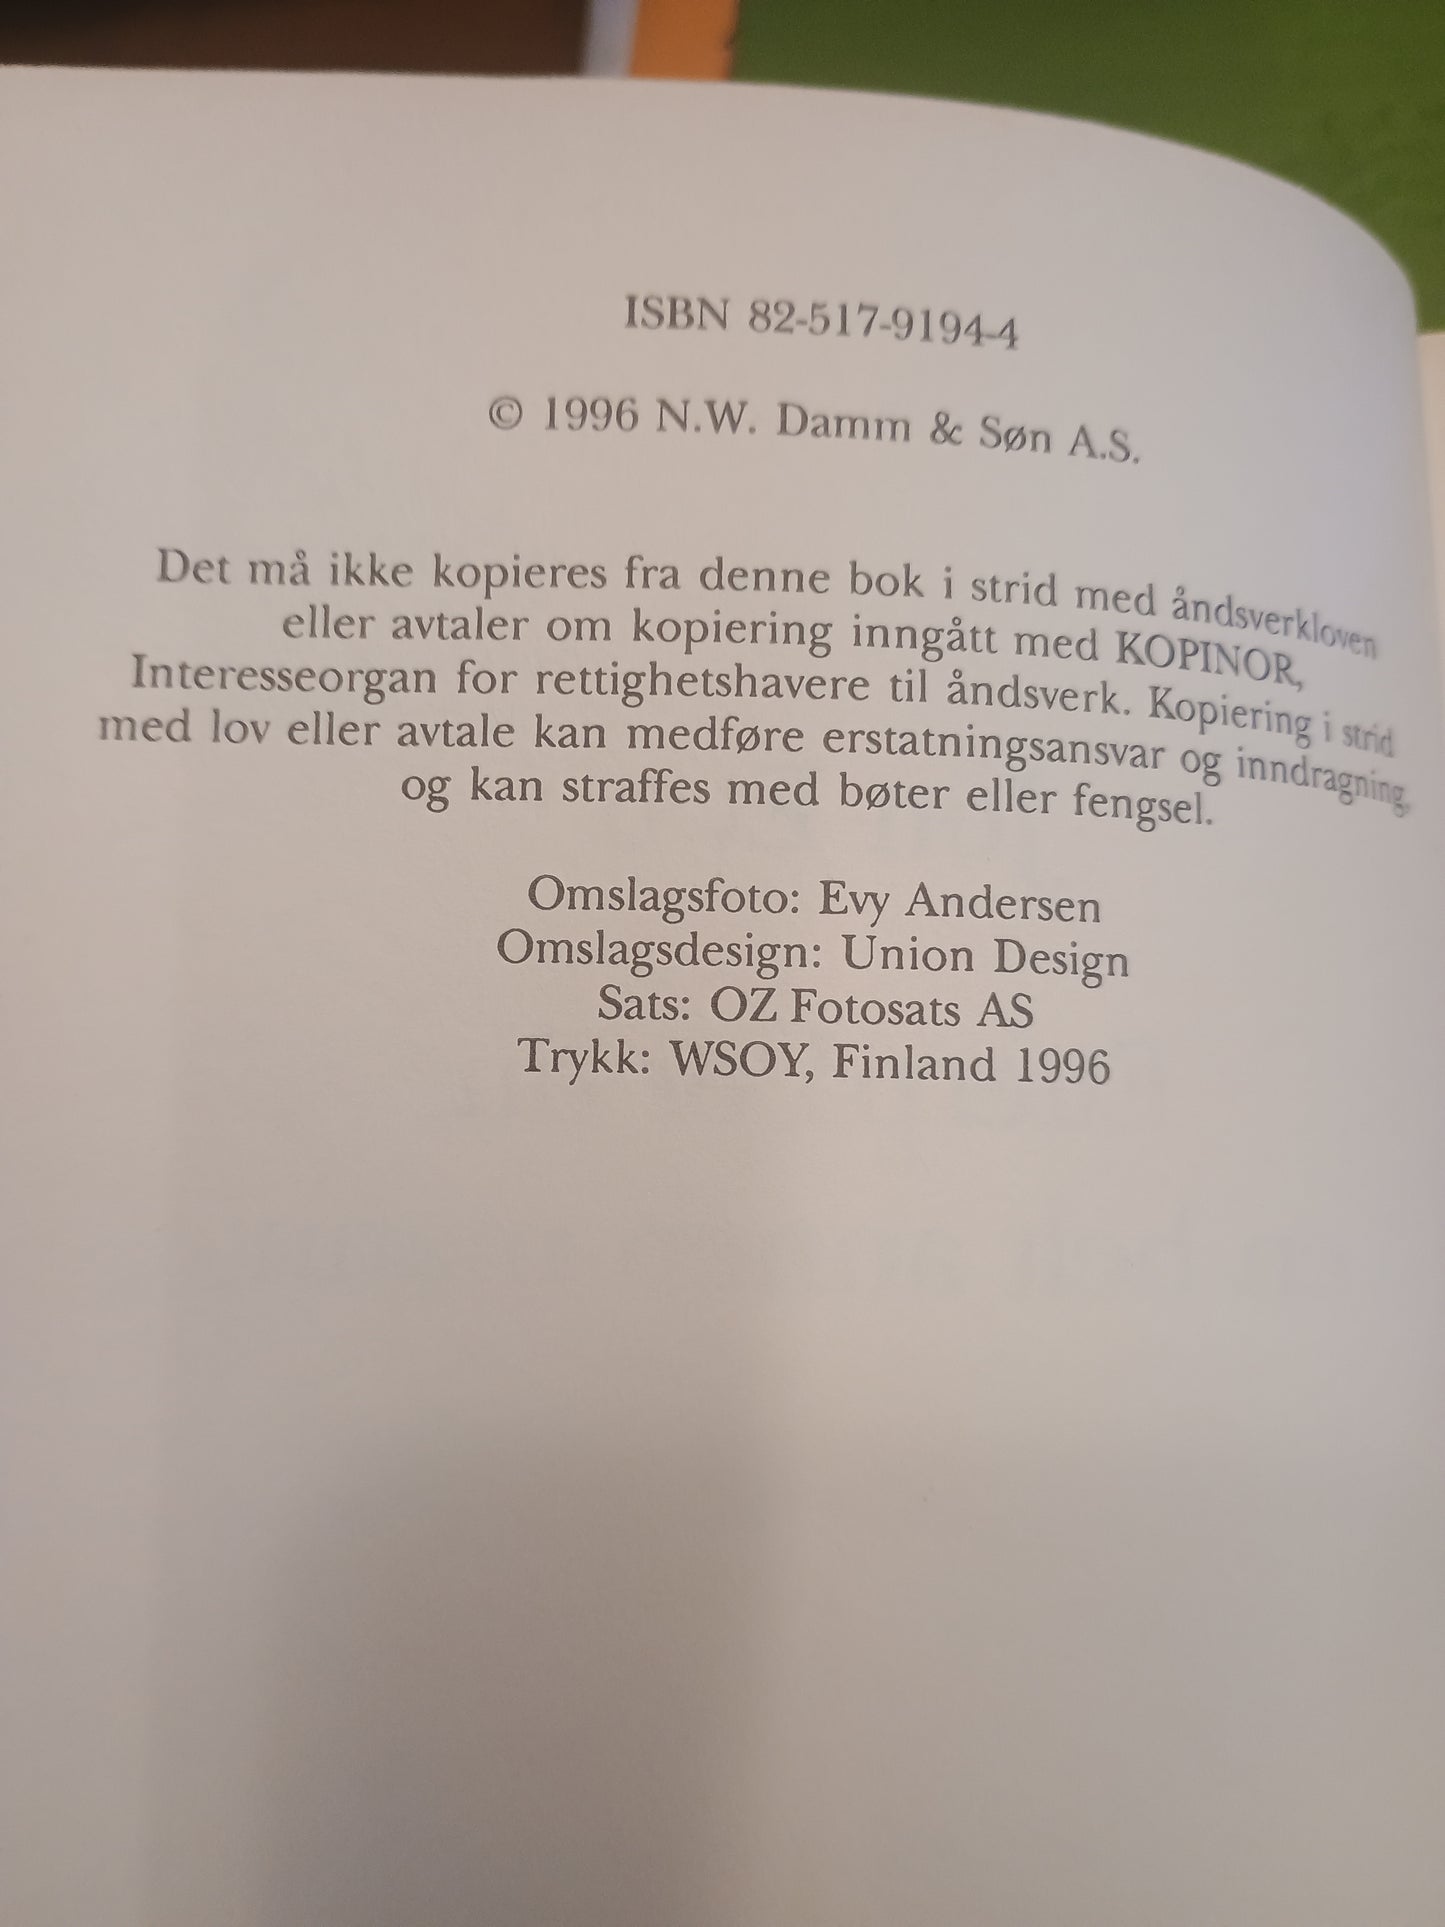 ISBN 82-517-9194-4
© 1996 N.W. Damm & Søn A.S.
Det må ikke kopieres fra denne bok i strid med åndsverkloven
eller avtaler om kopiering inngått med KOPINOR,
Interesseorgan for rettighetshavere til åndsverk. Kopiering i strid
med lov eller avtale kan medføre erstatningsansvar og inndragning,
og kan straffes med bøter eller fengsel.
Omslagsfoto: Evy Andersen
Omslagsdesign: Union Design
Sats: OZ Fotosats AS
Trykk: WSOY, Finland 1996